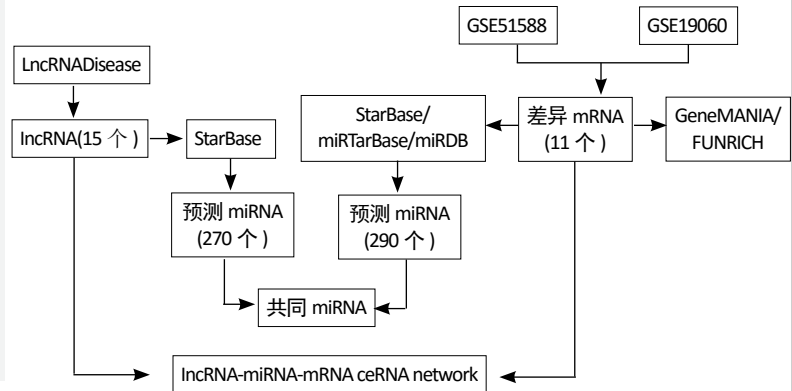 GSE51588
GSE19060
LncRNADisease
lncRNA(15 个 )
StarBase
StarBase/
miRTarBase/miRDB
差异 mRNA
(11 个 )
GeneMANIA/
FUNRICH
预测 miRNA
(270 个 )
预测 miRNA
(290 个 )
共同 miRNA
lncRNA-miRNA-mRNA ceRNA network